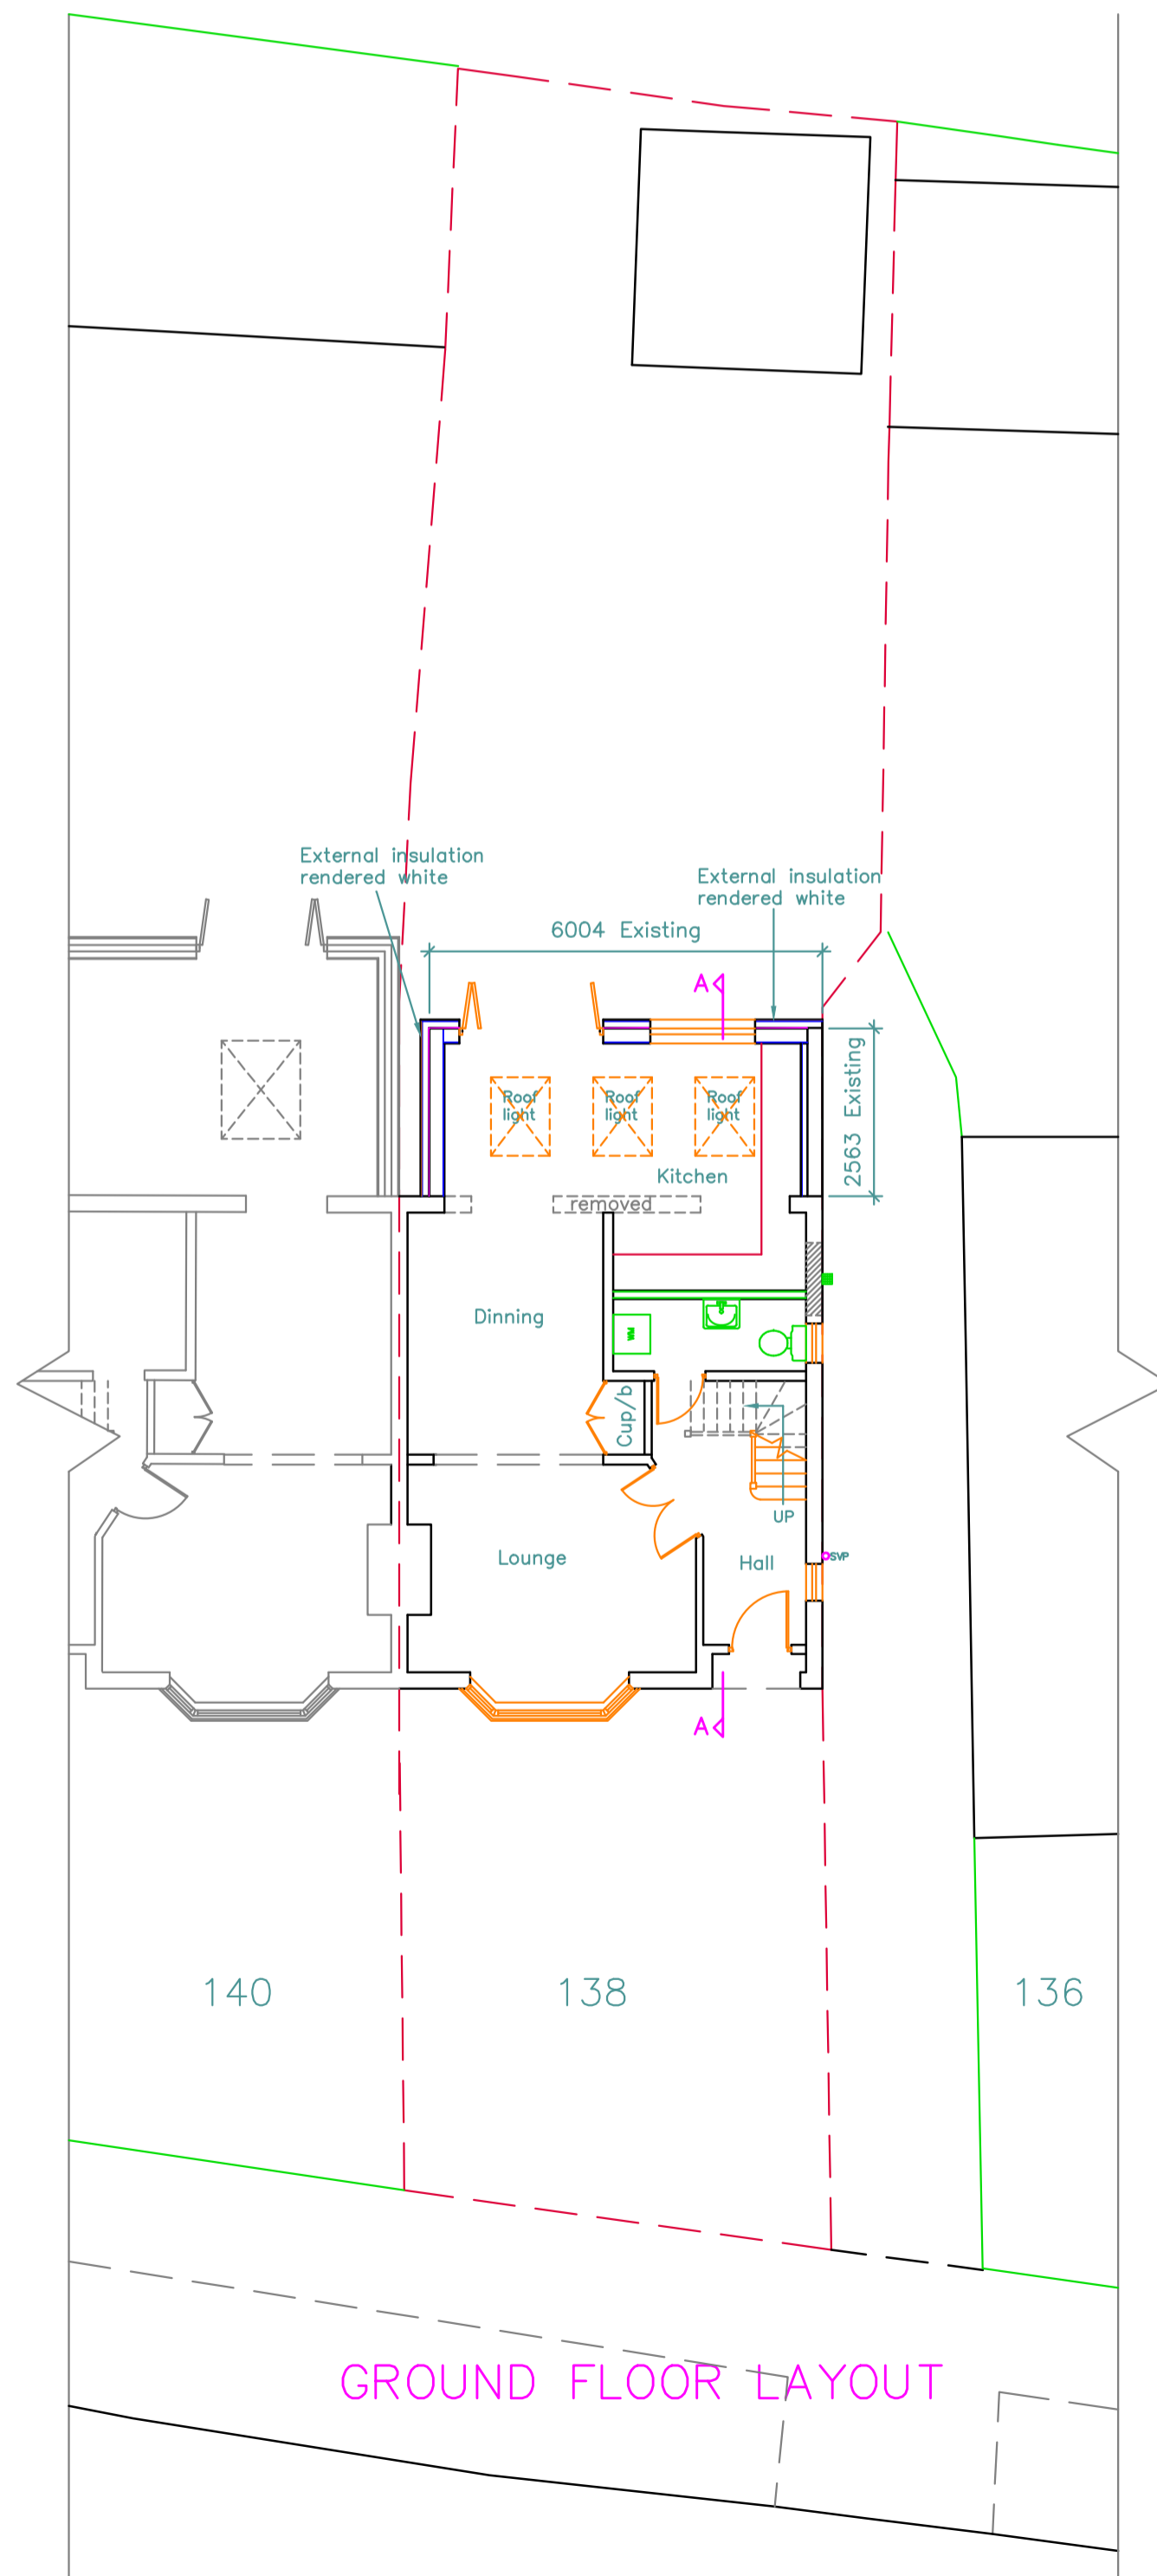 External insulation
rendered white
External insulation
rendered white
6004 Existing
A
2563 Existing
Roof
light
Roof
light
Roof
light
Kitchen
removed
Dinning
Cup/b
UP
Lounge
Hall
SVP
A
140
138
136
GROUND FLOOR LAYOUT